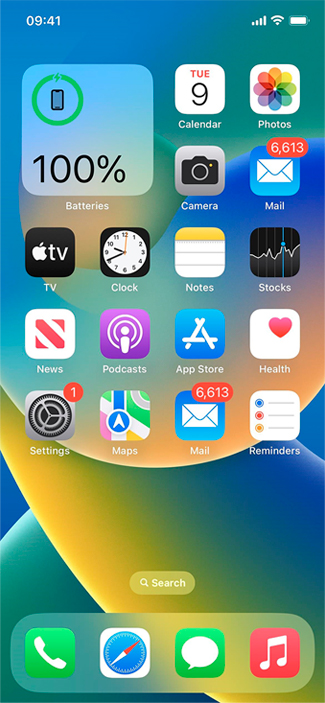 09:41
TUE
9
Calendar
Photos
100%
Batteries
6,613
Camera
Mail
tv
TV
Clock
Notes
Stocks
News
Podcasts
App Store
Health
1
6,613
Settings
Maps
Mail
Reminders
Search